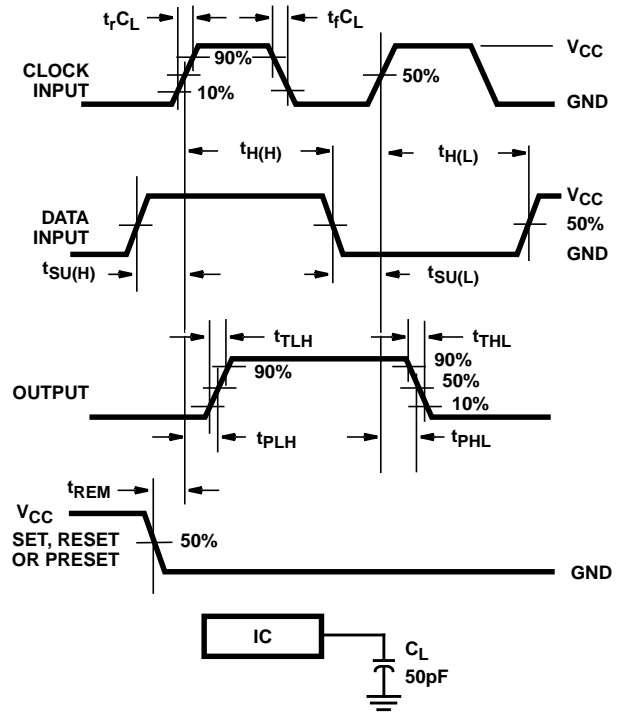 trCL
tfCL
VCC
CLOCK
INPUT
90%
50%
10%
GND
tH(H)
tH(L)
DATA
INPUT
VCC
50%
GND
tSU(H)
tSU(L)
tTLH
tTHL
OUTPUT
90%
90%
50%
10%
tPLH
tPHL
tREM
VCC
SET, RESET
OR PRESET
50%
GND
IC
CL
50pF